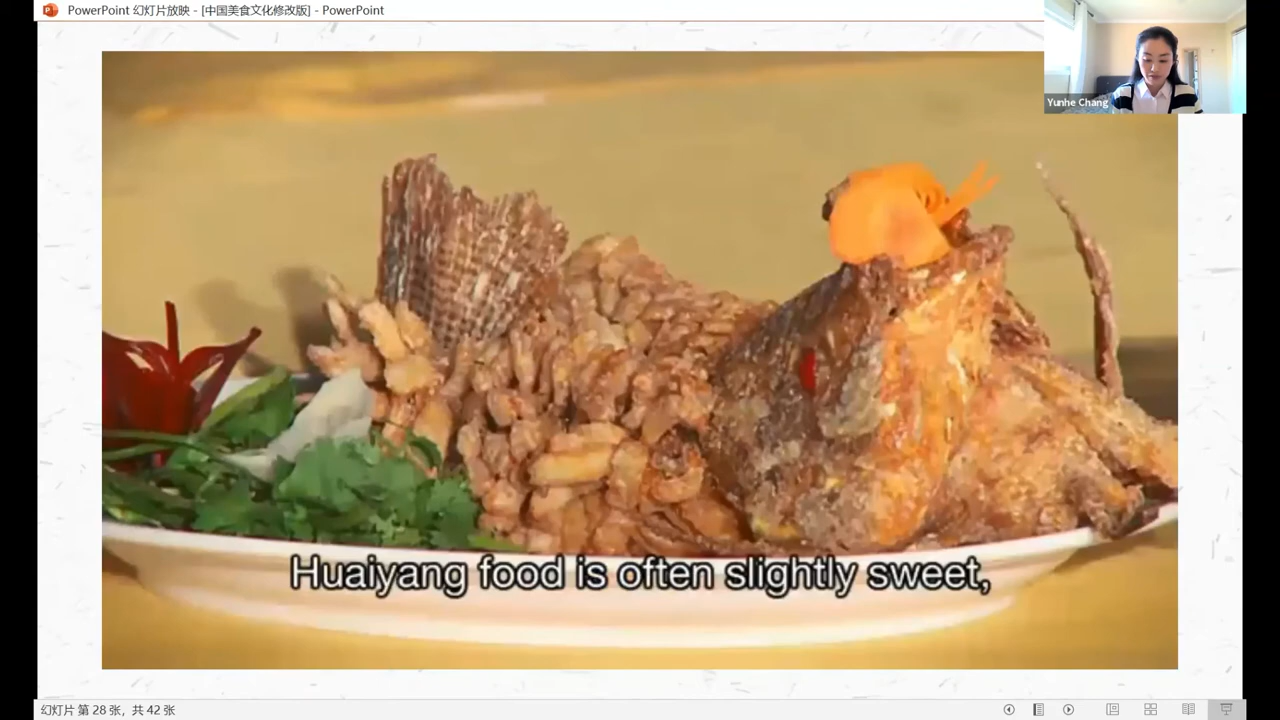 PowerPoint 幻灯片放映 - [中国美食文化修改版] - PowerPoint
Yunhe Chang
Huaiyang food is often slightly sweet,
幻灯片 第 28 张，共 42 张